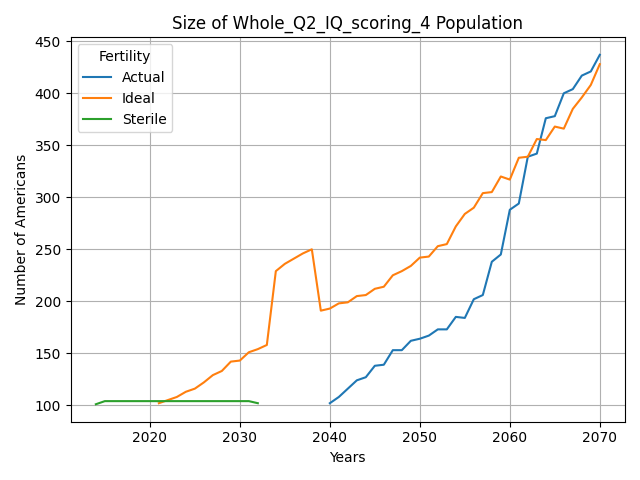 Size of Whole_Q2_IQ_scoring_4 Population
Fertility
Actual
Ideal
Sterile
450
400
350
300
250
200
150
100
Number of Americans
2020 2030 2040 2050 2060 2070
Years